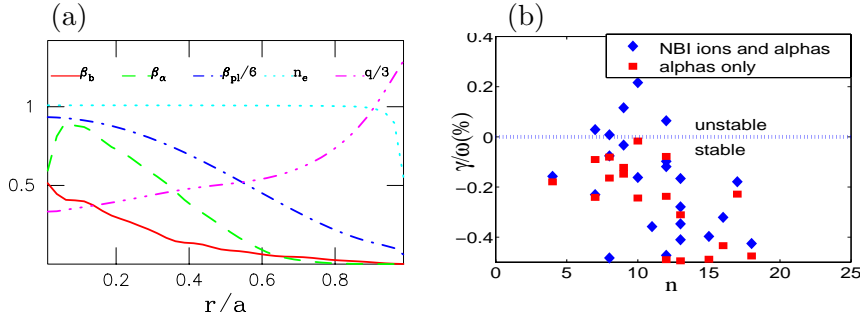 (a)
β_b β_α β_pl/6 n_e q/3
1
0.5
0.2 0.4 0.6 0.8
r/a
(b)
NBI ions and alphas
alphas only
0.4
0.2
0
−0.2
−0.4
γ/ω(%)
unstable
stable
0 5 10 15 20 25
n